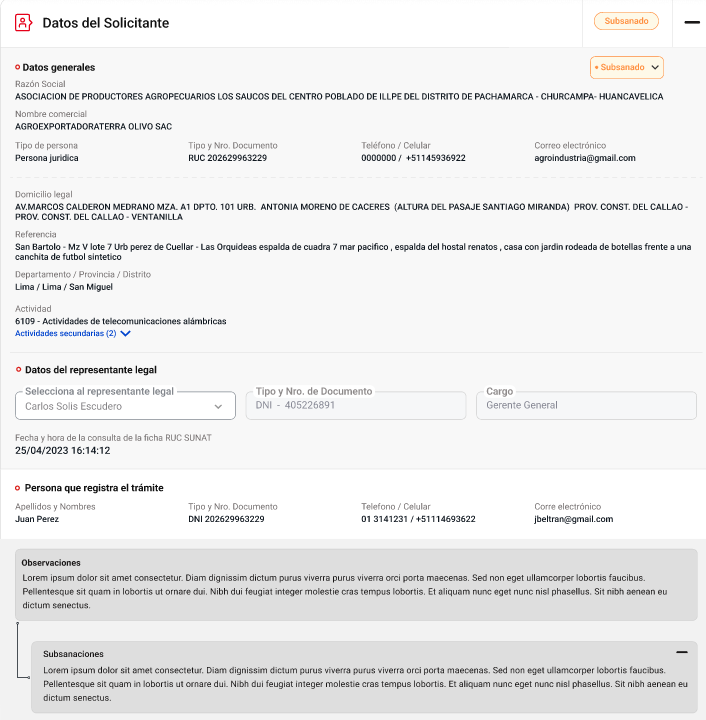 Datos del Solicitante
Subsanado
Datos generales
Subsanado
Razón Social
ASOCIACION DE PRODUCTORES AGROPECUARIOS LOS SAUCOS DEL CENTRO POBLADO DE ILLPE DEL DISTRITO DE PACHAMARCA - CHURCAMPA- HUANCAVELICA
Nombre comercial
AGROEXPORTADORATERRA OLIVO SAC
Tipo de persona Tipo y Nro. Documento Teléfono / Celular Correo electrónico
Persona juridica RUC 202629963229 0000000 / +51145936922 agroindustria@gmail.com
Domicilio legal
AV.MARCOS CALDERON MEDRANO MZA. A1 DPTO. 101 URB. ANTONIA MORENO DE CACERES (ALTURA DEL PASAJE SANTIAGO MIRANDA) PROV. CONST. DEL CALLAO -
PROV. CONST. DEL CALLAO - VENTANILLA
Referencia
San Bartolo - Mz V lote 7 Urb perez de Cuellar - Las Orquideas espalda de cuadra 7 mar pacifico , espalda del hostal renatos , casa con jardin rodeada de botellas frente a una
canchita de futbol sintetico
Departamento / Provincia / Distrito
Lima / Lima / San Miguel
Actividad
6109 - Actividades de telecomunicaciones alámbricas
Actividades secundarias (2)
Datos del representante legal
Selecciona al representante legal Tipo y Nro. de Documento Cargo
Carlos Solis Escudero DNI - 405226891 Gerente General
Fecha y hora de la consulta de la ficha RUC SUNAT
25/04/2023 16:14:12
Persona que registra el trámite
Apellidos y Nombres Tipo y Nro. Documento Telefono / Celular Corre electrónico
Juan Perez DNI 202629963229 01 3141231 / +51114693622 jbeltran@gmail.com
Observaciones
Lorem ipsum dolor sit amet consectetur. Diam dignissim dictum purus viverra purus viverra orci porta maecenas. Sed non eget ullamcorper lobortis faucibus.
Pellentesque sit quam in lobortis ut ornare dui. Nibh dui feugiat integer molestie cras tempus lobortis. Et aliquam nunc eget nunc nisl phasellus. Sit nibh aenean eu
dictum senectus.
Subsanaciones
Lorem ipsum dolor sit amet consectetur. Diam dignissim dictum purus viverra purus viverra orci porta maecenas. Sed non eget ullamcorper lobortis faucibus.
Pellentesque sit quam in lobortis ut ornare dui. Nibh dui feugiat integer molestie cras tempus lobortis. Et aliquam nunc eget nunc nisl phasellus. Sit nibh aenean eu
dictum senectus.